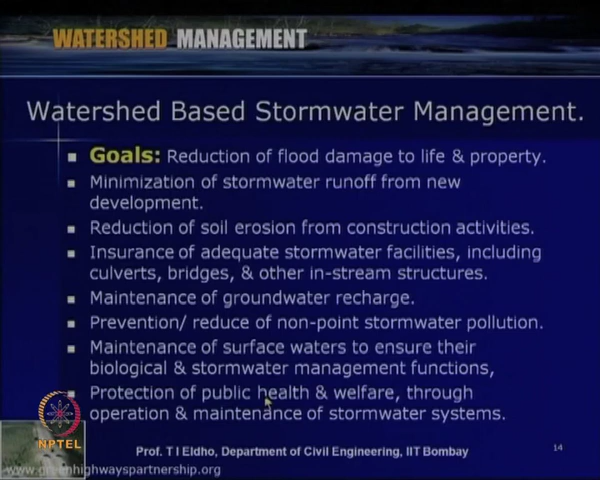 WATERSHED MANAGEMENT
Watershed Based Stormwater Management.
Goals: Reduction of flood damage to life & property.
Minimization of stormwater runoff from new
development.
Reduction of soil erosion from construction activities.
Insurance of adequate stormwater facilities, including
culverts, bridges, & other in-stream structures.
Maintenance of groundwater recharge.
Prevention/ reduce of non-point stormwater pollution.
Maintenance of surface waters to ensure their
biological & stormwater management functions,
Protection of public health & welfare, through
operation & maintenance of stormwater systems.
NPTEL
Prof. T I Eldho, Department of Civil Engineering, IIT Bombay
14
www.greenhighwayspartnership.org